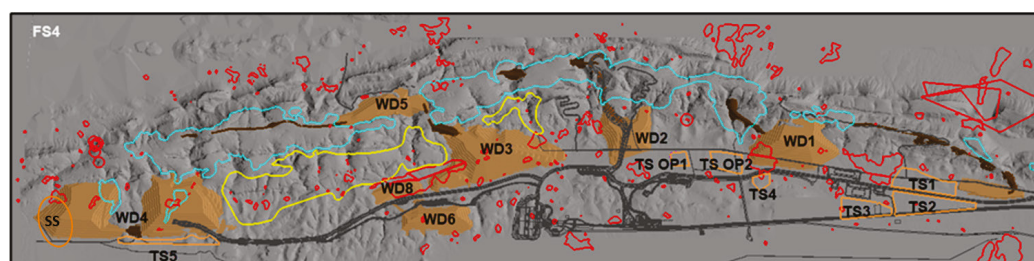 FS4
WD5
WD3
WD2
WD1
TS OP1
TS OP2
WD8
TS4
TS1
SS
WD4
WD6
TS3
TS2
TS5